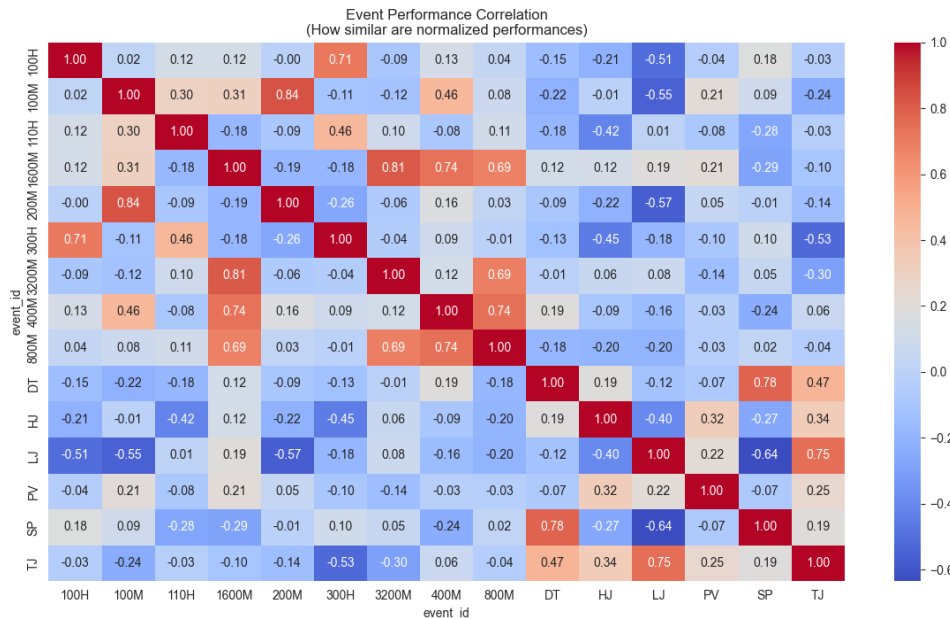 Event Performance Correlation
(How similar are normalized performances)
100H 1.00 0.02 0.12 0.12 -0.00 0.71 -0.09 0.13 0.04 -0.15 -0.21 -0.51 -0.04 0.18 -0.03
100M 0.02 1.00 0.30 0.31 0.84 -0.11 -0.12 0.46 0.08 -0.22 -0.01 -0.55 0.21 0.09 -0.24
110H 0.12 0.30 1.00 -0.18 -0.09 0.46 0.10 -0.08 0.11 -0.18 -0.42 0.01 -0.08 -0.28 -0.03
1600M 0.12 0.31 -0.18 1.00 -0.19 -0.18 0.81 0.74 0.69 0.12 0.12 0.19 0.21 -0.29 -0.10
200M -0.00 0.84 -0.09 -0.19 1.00 -0.26 -0.06 0.16 0.03 -0.09 -0.22 -0.57 0.05 -0.01 -0.14
300H 0.71 -0.11 0.46 -0.18 -0.26 1.00 -0.04 0.09 -0.01 -0.13 -0.45 -0.18 -0.10 0.10 -0.53
3200M -0.09 -0.12 0.10 0.81 -0.06 -0.04 1.00 0.12 0.69 -0.01 0.06 0.08 -0.14 0.05 -0.30
400M 0.13 0.46 -0.08 0.74 0.16 0.09 0.12 1.00 0.74 0.19 -0.09 -0.16 -0.03 -0.24 0.06
800M 0.04 0.08 0.11 0.69 0.03 -0.01 0.69 0.74 1.00 -0.18 -0.20 -0.20 -0.03 0.02 -0.04
DT -0.15 -0.22 -0.18 0.12 -0.09 -0.13 -0.01 0.19 -0.18 1.00 0.19 -0.12 -0.07 0.78 0.47
HJ -0.21 -0.01 -0.42 0.12 -0.22 -0.45 0.06 -0.09 -0.20 0.19 1.00 -0.40 0.32 -0.27 0.34
LJ -0.51 -0.55 0.01 0.19 -0.57 -0.18 0.08 -0.16 -0.20 -0.12 -0.40 1.00 0.22 -0.64 0.75
PV -0.04 0.21 -0.08 0.21 0.05 -0.10 -0.14 -0.03 -0.03 -0.07 0.32 0.22 1.00 -0.07 0.25
SP 0.18 0.09 -0.28 -0.29 -0.01 0.10 0.05 -0.24 0.02 0.78 -0.27 -0.64 -0.07 1.00 0.19
TJ -0.03 -0.24 -0.03 -0.10 -0.14 -0.53 -0.30 0.06 -0.04 0.47 0.34 0.75 0.25 0.19 1.00
100H 100M 110H 1600M 200M 300H 3200M 400M 800M DT HJ LJ PV SP TJ
event_id
event_id
1.0
0.8
0.6
0.4
0.2
0.0
−0.2
−0.4
−0.6